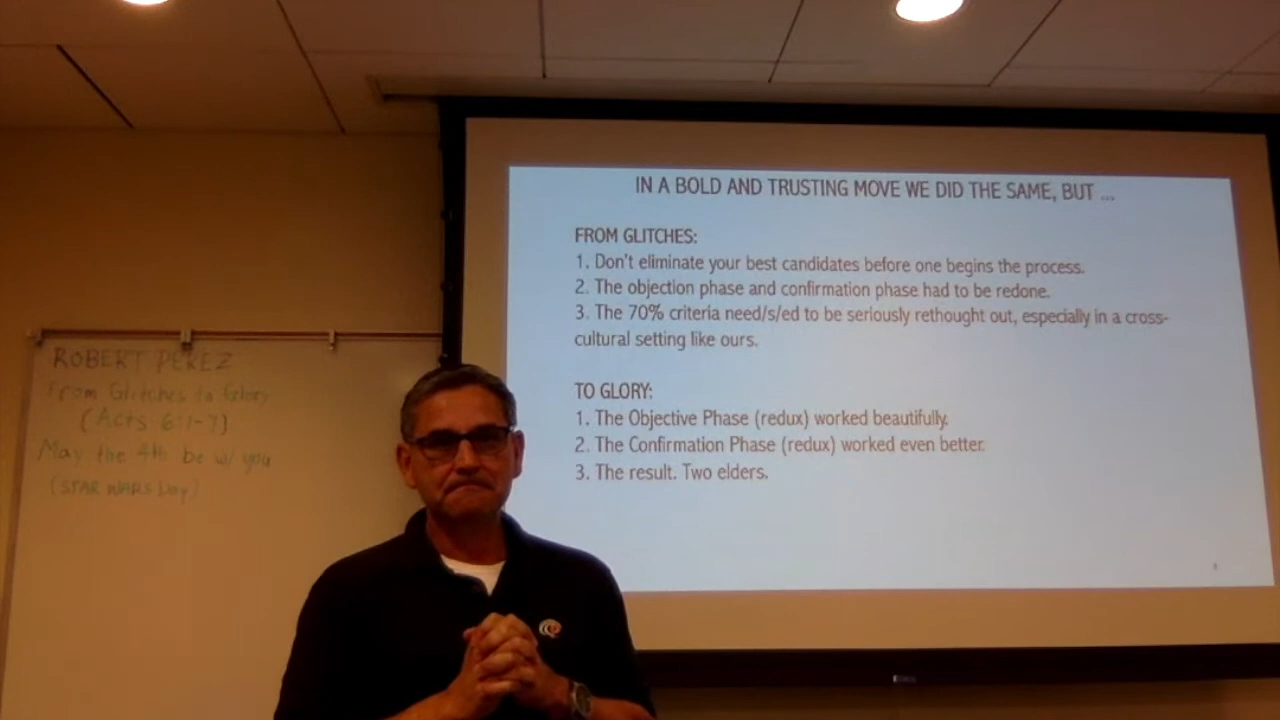 ROBERT PEREZ
From Glitches to Glory
(Acts 6:1-7)
May the 4th be w/ you
(STAR WARS Day)
IN A BOLD AND TRUSTING MOVE WE DID THE SAME, BUT ...
FROM GLITCHES:
1. Don't eliminate your best candidates before one begins the process.
2. The objection phase and confirmation phase had to be redone.
3. The 70% criteria need/s/ed to be seriously rethought out, especially in a cross-
cultural setting like ours.
TO GLORY:
1. The Objective Phase (redux) worked beautifully.
2. The Confirmation Phase (redux) worked even better.
3. The result. Two elders.